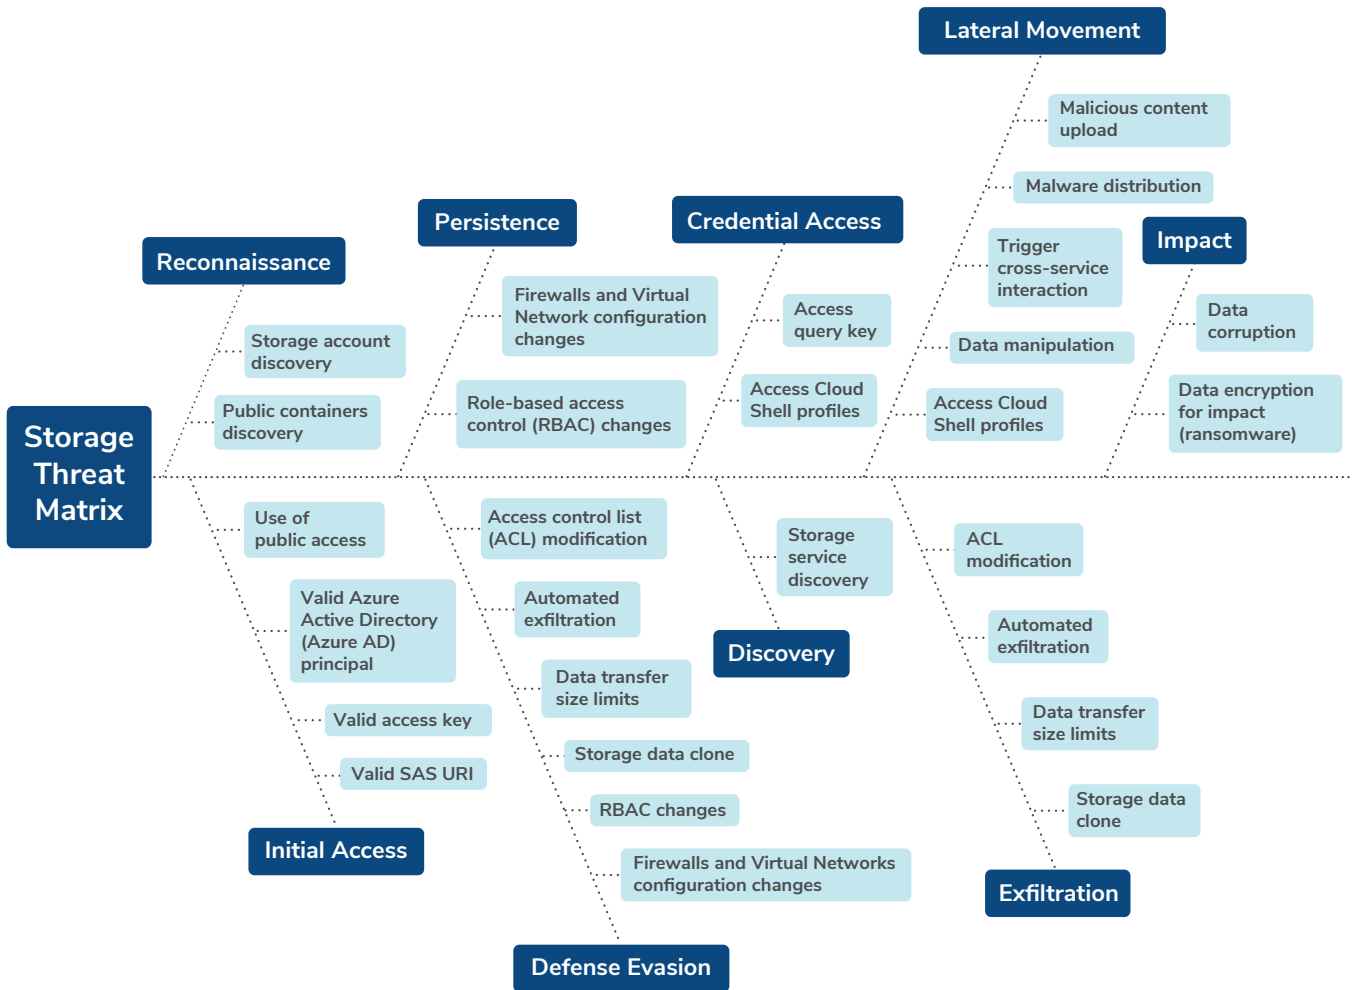 Storage
Threat
Matrix
Reconnaissance
Storage account
discovery
Public containers
discovery
Persistence
Firewalls and Virtual
Network configuration
changes
Role-based access
control (RBAC) changes
Credential Access
Access
query key
Access Cloud
Shell profiles
Lateral Movement
Malicious content
upload
Malware distribution
Trigger
cross-service
interaction
Data manipulation
Access Cloud
Shell profiles
Impact
Data
corruption
Data encryption
for impact
(ransomware)
Use of
public access
Valid Azure
Active Directory
(Azure AD)
principal
Valid access key
Valid SAS URI
Initial Access
Access control list
(ACL) modification
Automated
exfiltration
Data transfer
size limits
Storage data clone
RBAC changes
Firewalls and Virtual Networks
configuration changes
Defense Evasion
Storage
service
discovery
Discovery
ACL
modification
Automated
exfiltration
Data transfer
size limits
Storage data
clone
Exfiltration